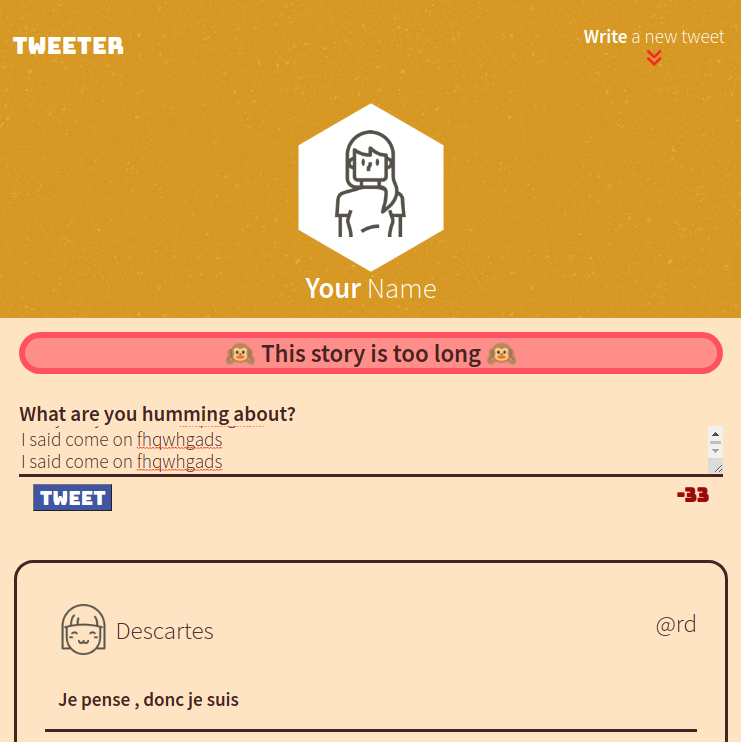 TWEETER
Write a new tweet
Your Name
This story is too long
What are you humming about?
I said come on fhqwhgads
I said come on fhqwhgads
TWEET
-33
Descartes
@rd
Je pense , donc je suis